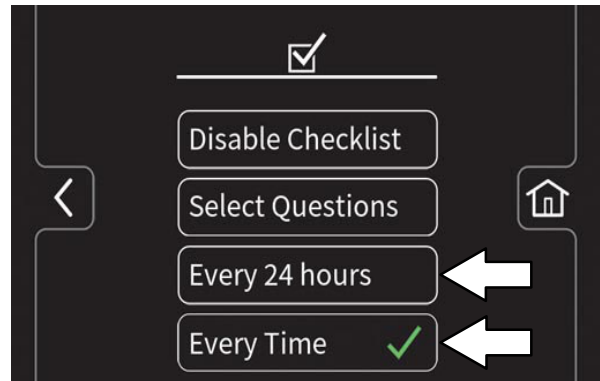 Disable Checklist
Select Questions
Every 24 hours
Every Time